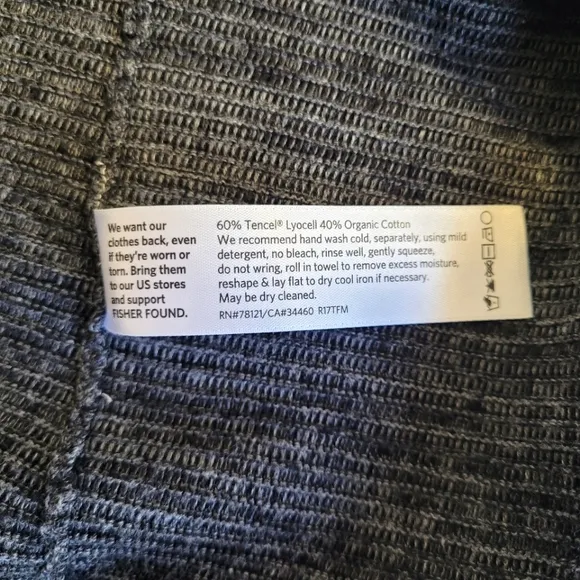 We want our
clothes back, even
if they're worn or
torn. Bring them
to our US stores
and support
FISHER FOUND.
60% Tencel® Lyocell 40% Organic Cotton
We recommend hand wash cold, separately, using mild
detergent, no bleach, rinse well, gently squeeze,
do not wring, roll in towel to remove excess moisture,
reshape & lay flat to dry cool iron if necessary.
May be dry cleaned.
RN#78121/CA#34460 R17TFM